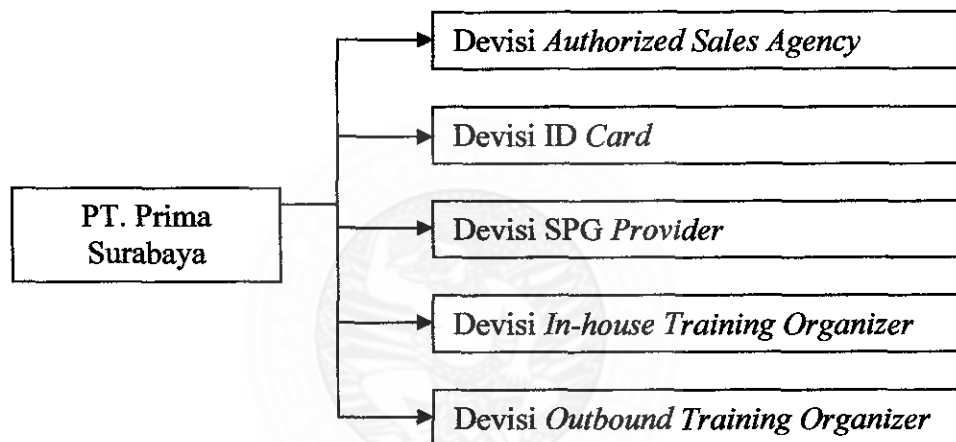 Devisi Authorized Sales Agency
Devisi ID Card
PT. Prima
Surabaya
Devisi SPG Provider
Devisi In-house Training Organizer
Devisi Outbound Training Organizer